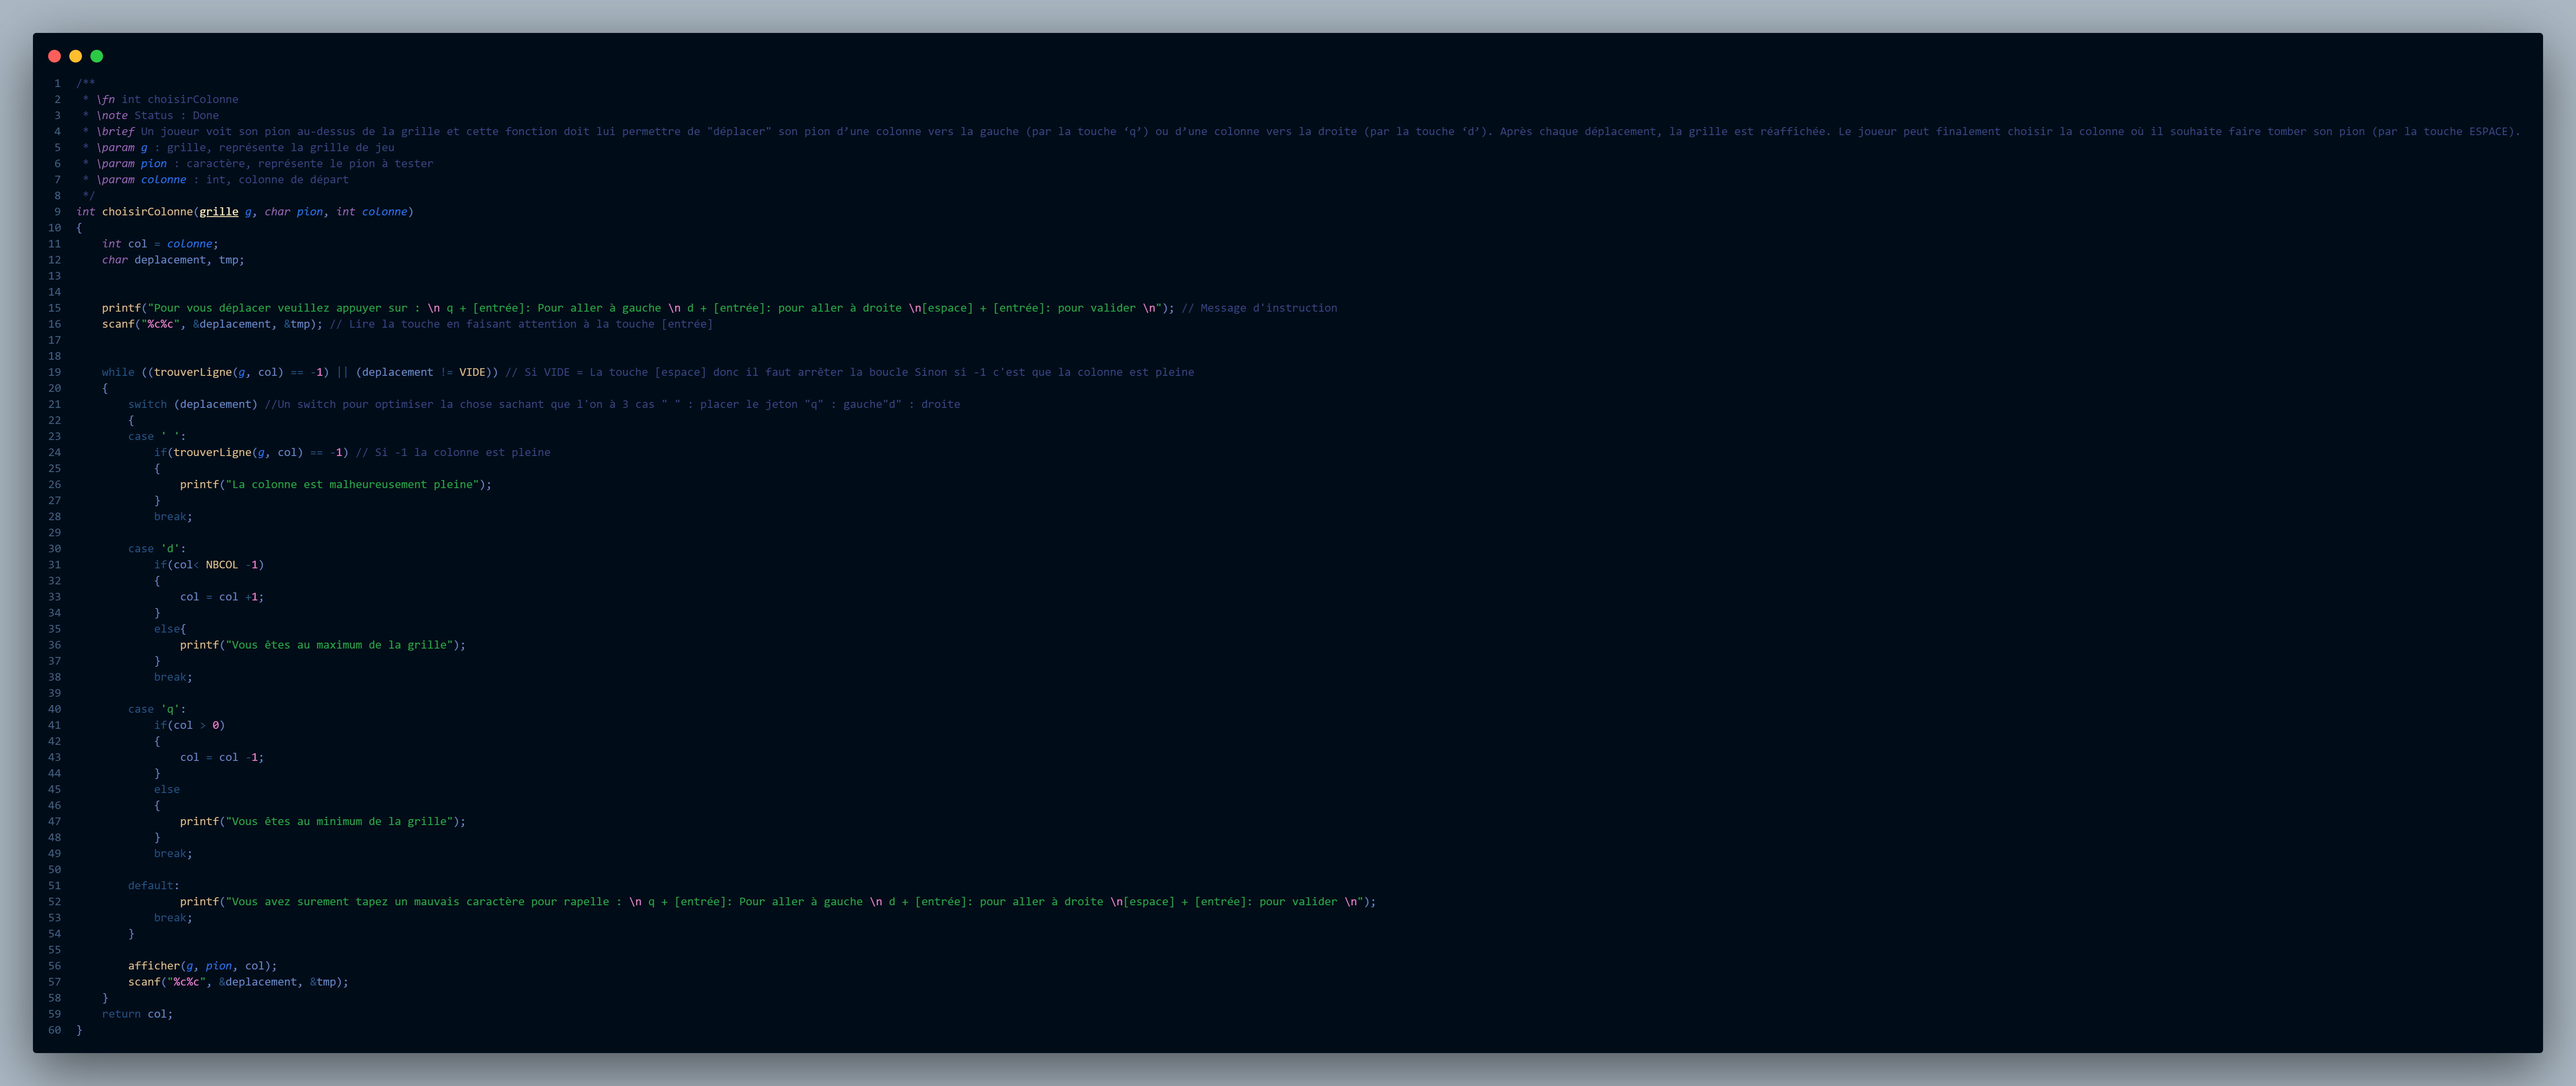 1 /**
2  * \fn int choisirColonne
3  * \note Status : Done
4  * \brief Un joueur voit son pion au-dessus de la grille et cette fonction doit lui permettre de "déplacer" son pion d’une colonne vers la gauche (par la touche ‘q’) ou d’une colonne vers la droite (par la touche ‘d’). Après chaque déplacement, la grille est réaffichée. Le joueur peut finalement choisir la colonne où il souhaite faire tomber son pion (par la touche ESPACE).
5  * \param g : grille, représente la grille de jeu
6  * \param pion : caractère, représente le pion à tester
7  * \param colonne : int, colonne de départ
8  */
9 int choisirColonne(grille g, char pion, int colonne)
10 {
11     int col = colonne;
12     char deplacement, tmp;
13
14
15     printf("Pour vous déplacer veuillez appuyer sur : \n q + [entrée]: Pour aller à gauche \n d + [entrée]: pour aller à droite \n[espace] + [entrée]: pour valider \n"); // Message d'instruction
16     scanf("%c%c", &deplacement, &tmp); // Lire la touche en faisant attention à la touche [entrée]
17
18
19     while ((trouverLigne(g, col) == -1) || (deplacement != VIDE)) // Si VIDE = La touche [espace] donc il faut arrêter la boucle Sinon si -1 c'est que la colonne est pleine
20     {
21         switch (deplacement) //Un switch pour optimiser la chose sachant que l'on à 3 cas " " : placer le jeton "q" : gauche"d" : droite
22         {
23         case ' ':
24             if(trouverLigne(g, col) == -1) // Si -1 la colonne est pleine
25             {
26                 printf("La colonne est malheureusement pleine");
27             }
28             break;
29
30         case 'd':
31             if(col< NBCOL -1)
32             {
33                 col = col +1;
34             }
35             else{
36                 printf("Vous êtes au maximum de la grille");
37             }
38             break;
39
40         case 'q':
41             if(col > 0)
42             {
43                 col = col -1;
44             }
45             else
46             {
47                 printf("Vous êtes au minimum de la grille");
48             }
49             break;
50
51         default:
52                 printf("Vous avez surement tapez un mauvais caractère pour rapelle : \n q + [entrée]: Pour aller à gauche \n d + [entrée]: pour aller à droite \n[espace] + [entrée]: pour valider \n");
53             break;
54         }
55
56         afficher(g, pion, col);
57         scanf("%c%c", &deplacement, &tmp);
58     }
59     return col;
60 }